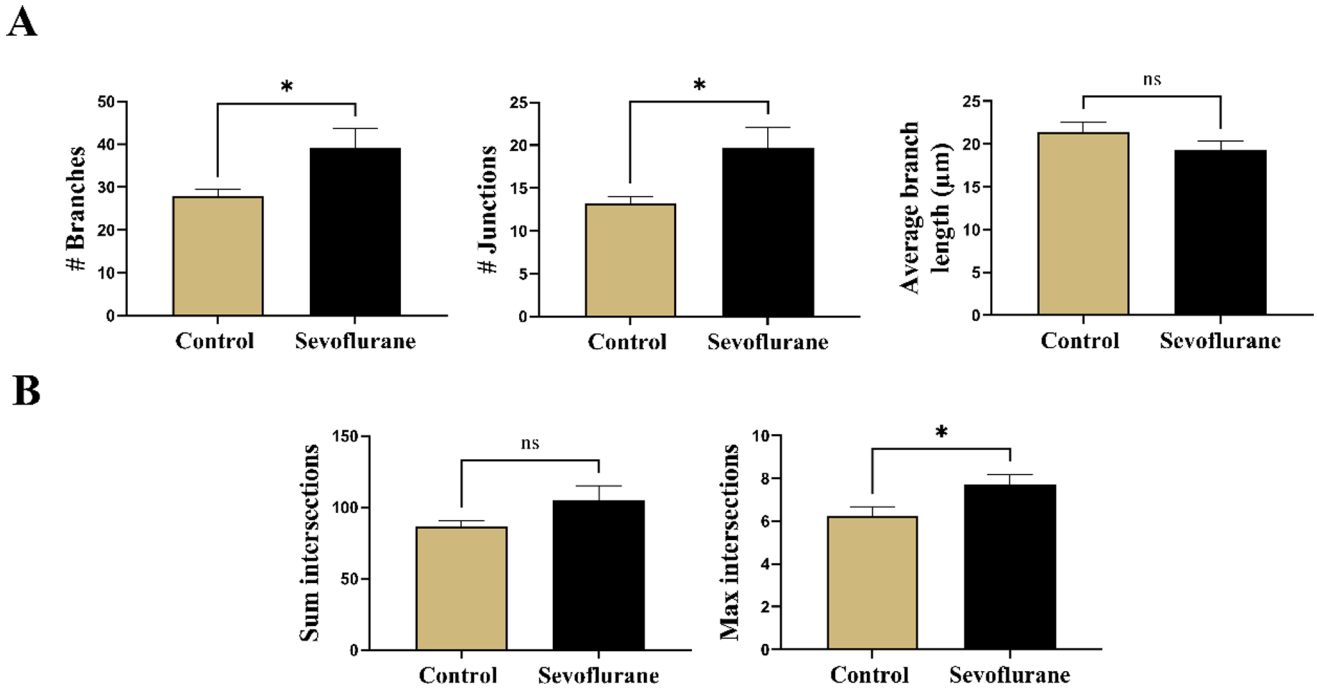 A
* * ns
# Branches
50
40
30
20
10
0
Control Sevoflurane
# Junctions
25
20
15
10
5
0
Control Sevoflurane
Average branch
length (µm)
25
20
15
10
5
0
Control Sevoflurane
B
ns *
Sum intersections
150
100
50
0
Control Sevoflurane
Max intersections
10
8
6
4
2
0
Control Sevoflurane